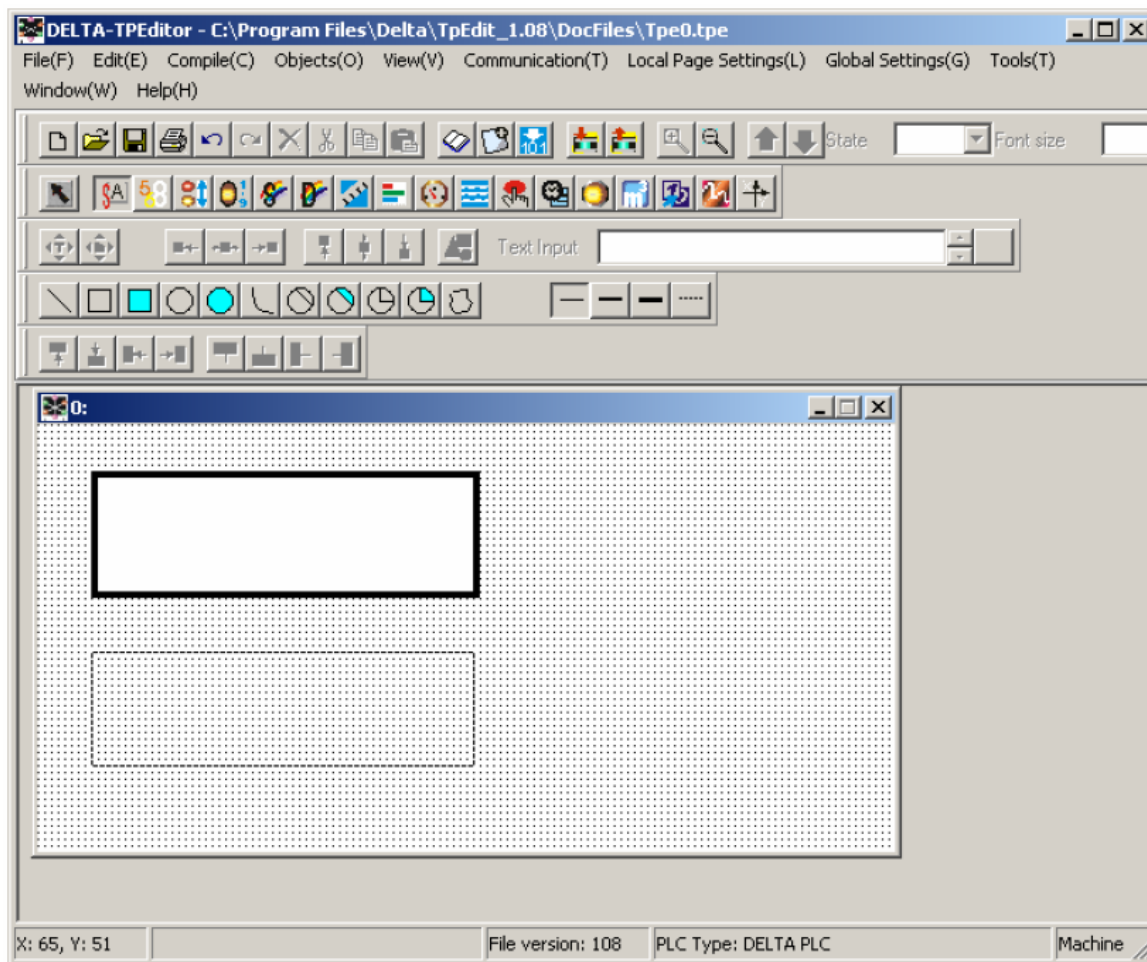 DELTA-TPEditor - C:\Program Files\Delta\TpEdit_1.08\DocFiles\Tpe0.tpe
File(F) Edit(E) Compile(C) Objects(O) View(V) Communication(T) Local Page Settings(L) Global Settings(G) Tools(T)
Window(W) Help(H)
State Font size
Text Input
0:
X: 65, Y: 51 File version: 108 PLC Type: DELTA PLC Machine